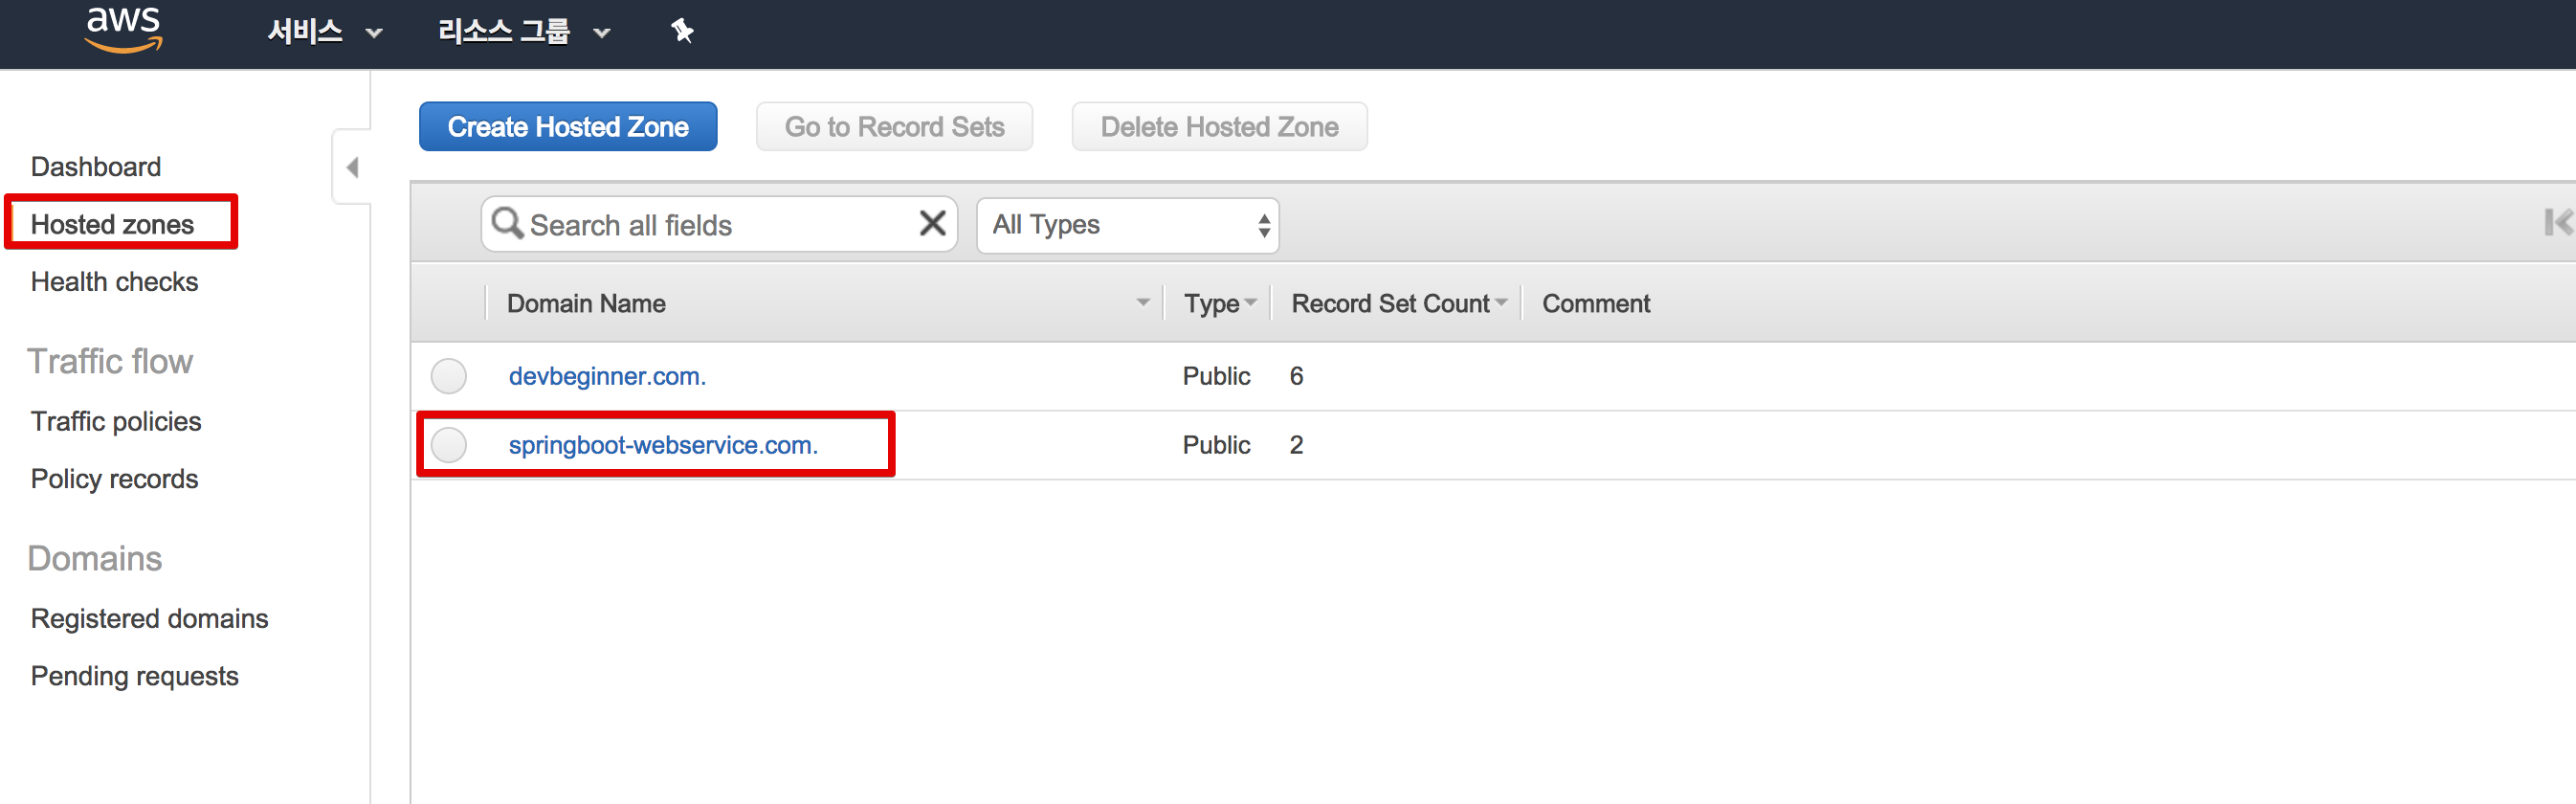 aws 서비스 리소스 그룹
Create Hosted Zone Go to Record Sets Delete Hosted Zone
Dashboard
Hosted zones
Health checks
Traffic flow
Traffic policies
Policy records
Domains
Registered domains
Pending requests
Search all fields All Types
Domain Name Type Record Set Count Comment
devbeginner.com. Public 6
springboot-webservice.com. Public 2